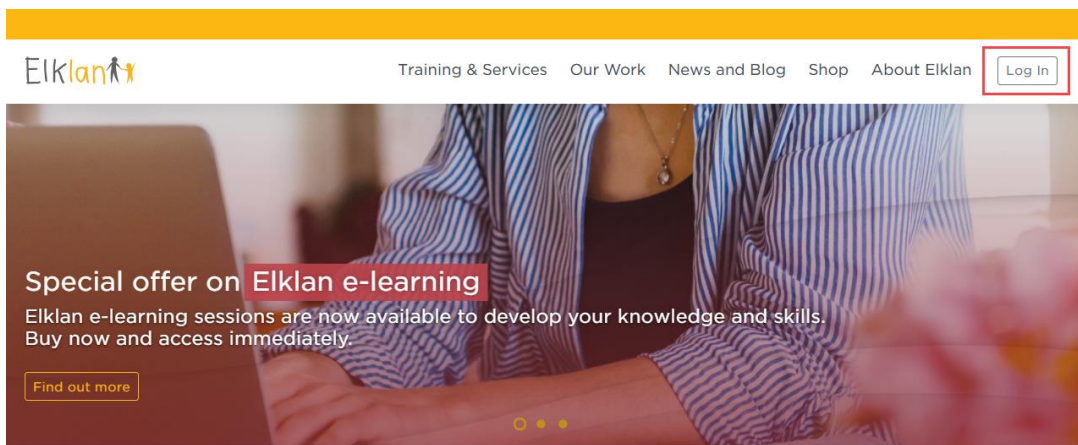 Elklan
Training & Services Our Work News and Blog Shop About Elklan Log In
Special offer on Elklan e-learning
Elklan e-learning sessions are now available to develop your knowledge and skills.
Buy now and access immediately.
Find out more